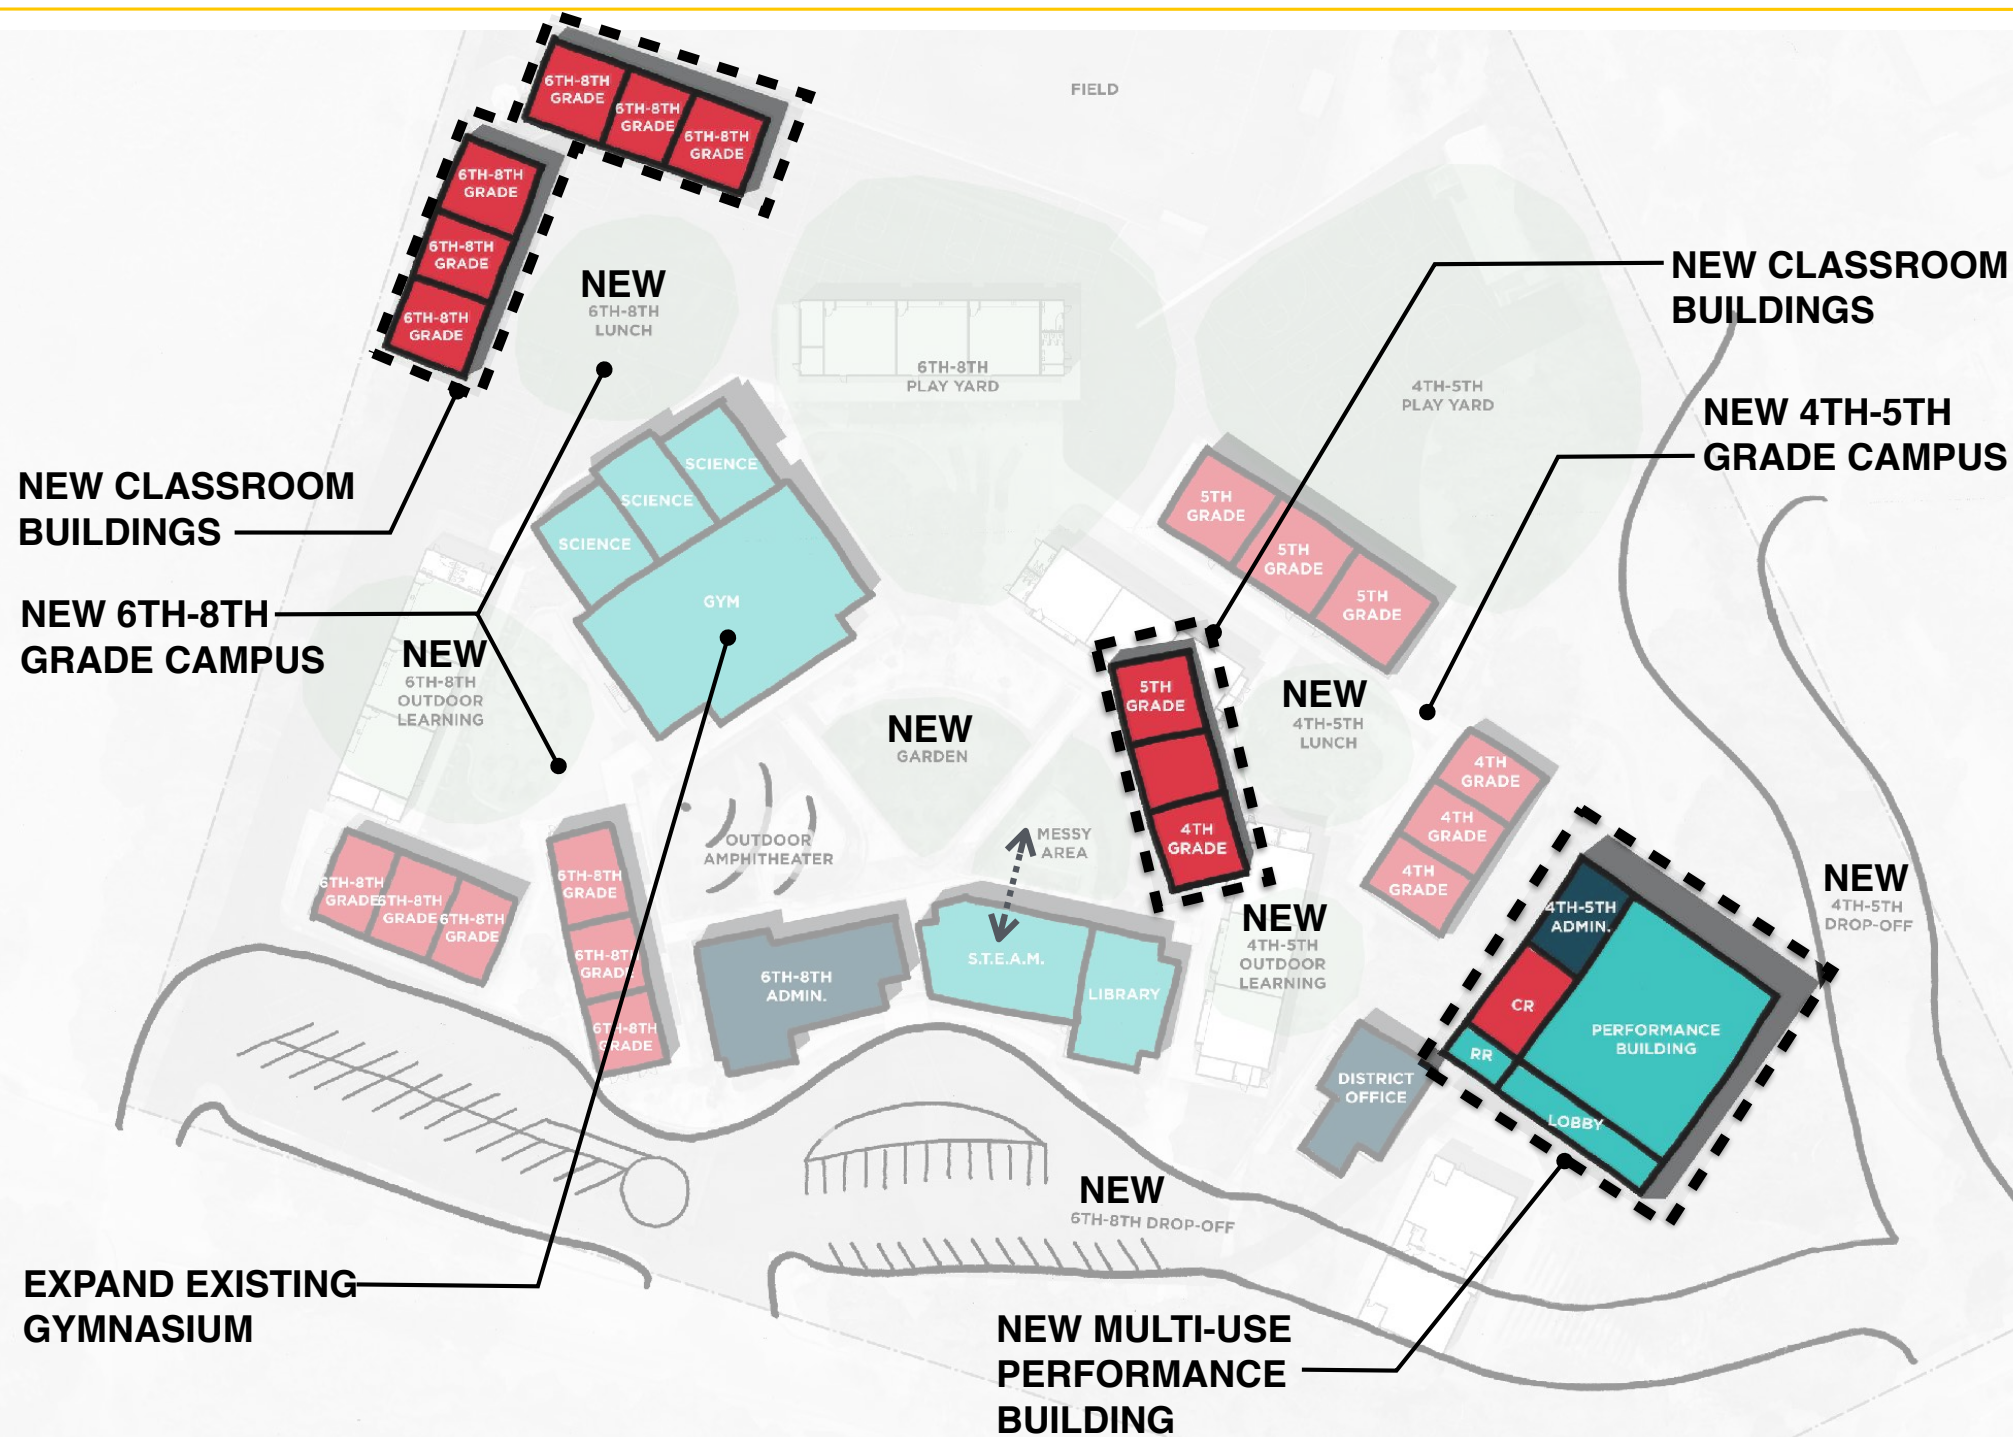 6TH-8TH
GRADE
6TH-8TH
GRADE
6TH-8TH
GRADE
FIELD
6TH-8TH
GRADE
6TH-8TH
GRADE
6TH-8TH
GRADE
NEW
6TH-8TH
LUNCH
6TH-8TH
PLAY YARD
4TH-5TH
PLAY YARD
NEW CLASSROOM
BUILDINGS
NEW 4TH-5TH
GRADE CAMPUS
NEW CLASSROOM
BUILDINGS
NEW 6TH-8TH
GRADE CAMPUS
SCIENCE
SCIENCE
SCIENCE
GYM
5TH
GRADE
5TH
GRADE
5TH
GRADE
NEW
6TH-8TH
OUTDOOR
LEARNING
NEW
GARDEN
5TH
GRADE
4TH
GRADE
NEW
4TH-5TH
LUNCH
4TH
GRADE
4TH
GRADE
4TH
GRADE
OUTDOOR
AMPHITHEATER
MESSY
AREA
6TH-8TH
GRADE
6TH-8TH
GRADE
6TH-8TH
GRADE
6TH-8TH
GRADE
6TH-8TH
GRADE
6TH-8TH
GRADE
6TH-8TH
ADMIN.
S.T.E.A.M.
LIBRARY
NEW
4TH-5TH
OUTDOOR
LEARNING
NEW
4TH-5TH
DROP-OFF
4TH-5TH
ADMIN.
CR
RR
LOBBY
PERFORMANCE
BUILDING
DISTRICT
OFFICE
NEW
6TH-8TH DROP-OFF
EXPAND EXISTING
GYMNASIUM
NEW MULTI-USE
PERFORMANCE
BUILDING